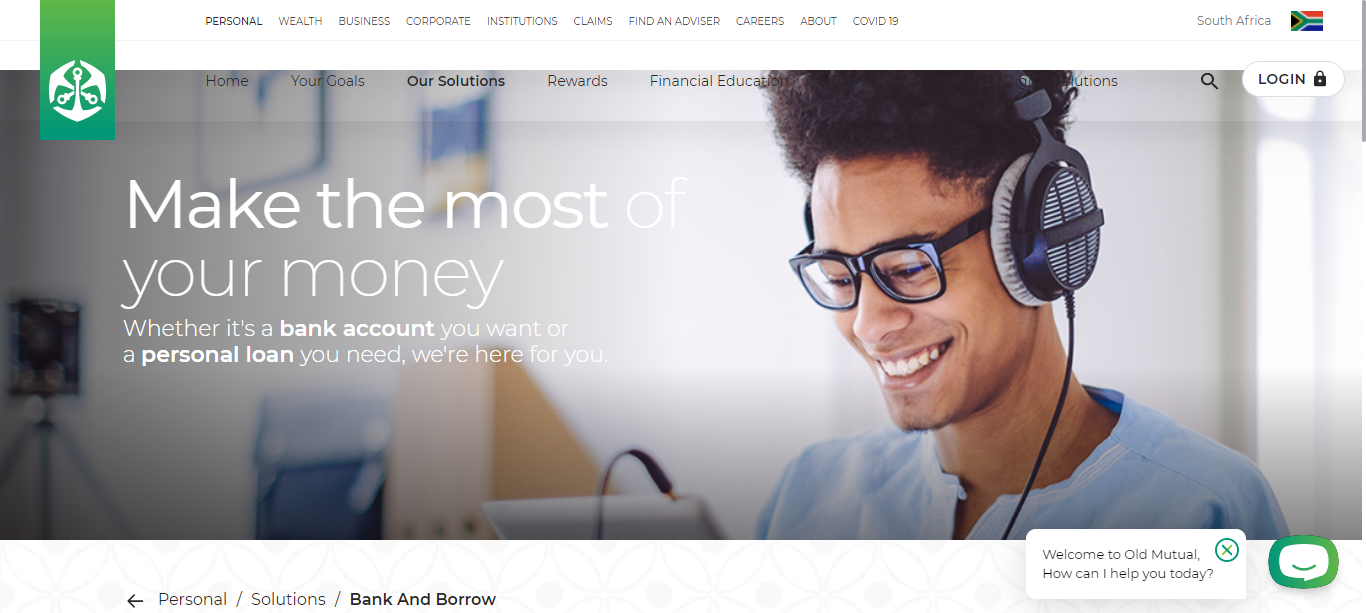 PERSONAL WEALTH BUSINESS CORPORATE INSTITUTIONS CLAIMS FIND AN ADVISER CAREERS ABOUT COVID 19 South Africa
Home Your Goals Our Solutions Rewards Financial Education LOGIN
Make the most of
your money
Whether it's a bank account you want or
a personal loan you need, we're here for you.
Welcome to Old Mutual,
How can I help you today?
Personal / Solutions / Bank And Borrow